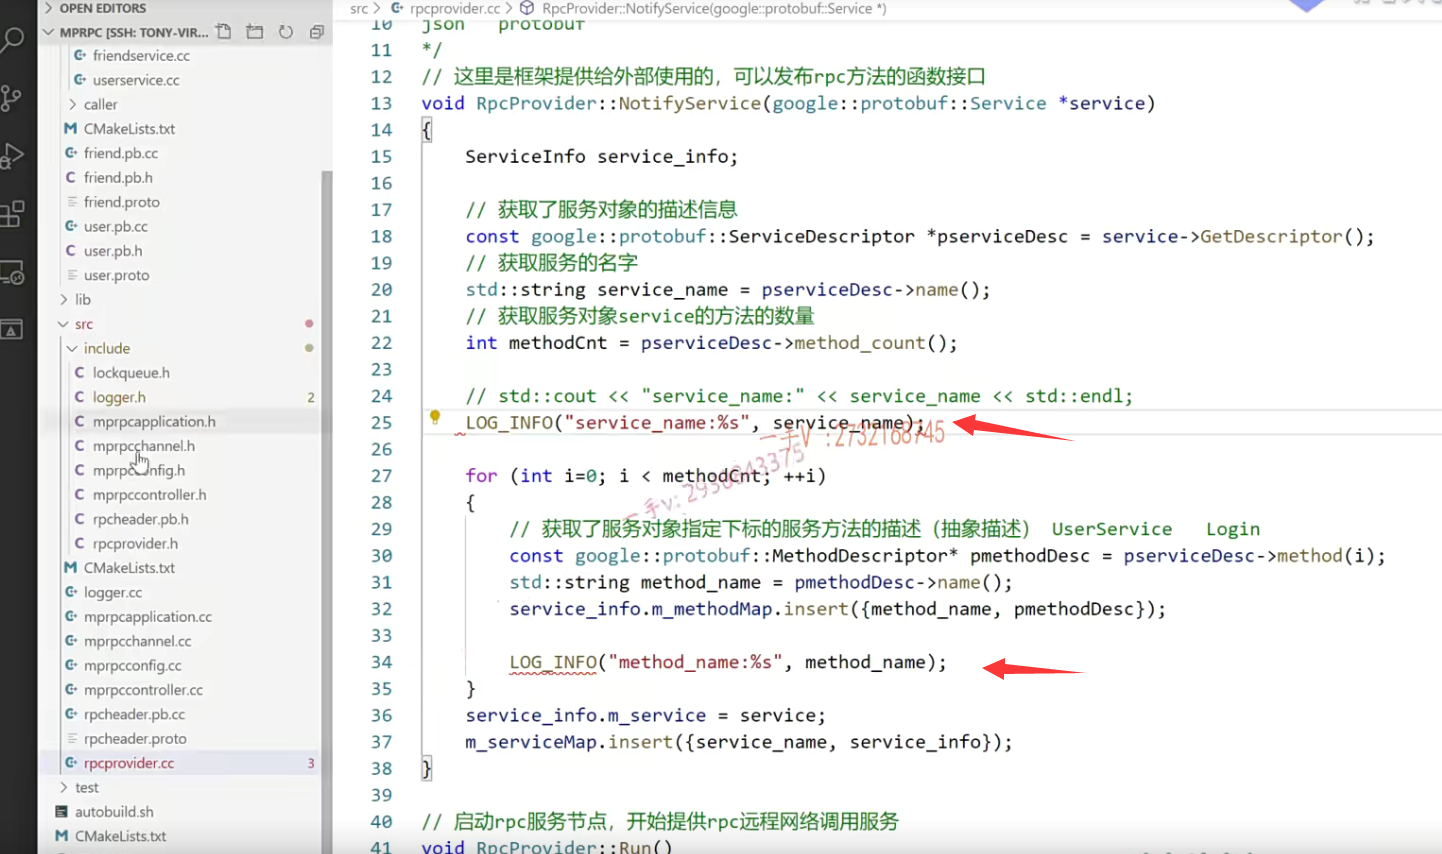 OPEN EDITORS
MPRPC [SSH: TONY-VIR...
friendservice.cc
userservice.cc
caller
CMakeLists.txt
friend.pb.cc
friend.pb.h
friend.proto
user.pb.cc
user.pb.h
user.proto
lib
src
include
lockqueue.h
logger.h 2
mprpcapplication.h
mprpcchannel.h
mprpcconfig.h
mprpccontroller.h
rpcheader.pb.h
rpcprovider.h
CMakeLists.txt
logger.cc
mprpcapplication.cc
mprpcchannel.cc
mprpcconfig.cc
mprpccontroller.cc
rpcheader.pb.cc
rpcheader.proto
rpcprovider.cc 3
test
autobuild.sh
CMakeLists.txt
src > rpcprovider.cc > RpcProvider::NotifyService(google::protobuf::Service *)
10 json protobuf
11 */
12 // 这里是框架提供给外部使用的，可以发布rpc方法的函数接口
13 void RpcProvider::NotifyService(google::protobuf::Service *service)
14 {
15 ServiceInfo service_info;
16
17 // 获取了服务对象的描述信息
18 const google::protobuf::ServiceDescriptor *pserviceDesc = service->GetDescriptor();
19 // 获取服务的名字
20 std::string service_name = pserviceDesc->name();
21 // 获取服务对象service的方法的数量
22 int methodCnt = pserviceDesc->method_count();
23
24 // std::cout << "service_name:" << service_name << std::endl;
25 LOG_INFO("service_name:%s", service_name);
一手V :2732168745
26
27 for (int i=0; i < methodCnt; ++i)
28 {
29 // 获取了服务对象指定下标的服务方法的描述（抽象描述） UserService Login
30 const google::protobuf::MethodDescriptor* pmethodDesc = pserviceDesc->method(i);
31 std::string method_name = pmethodDesc->name();
32 service_info.m_methodMap.insert({method_name, pmethodDesc});
33
34 LOG_INFO("method_name:%s", method_name);
35 }
36 service_info.m_service = service;
37 m_serviceMap.insert({service_name, service_info});
38 }
39
40 // 启动rpc服务节点，开始提供rpc远程网络调用服务
41 void RpcProvider::Run()